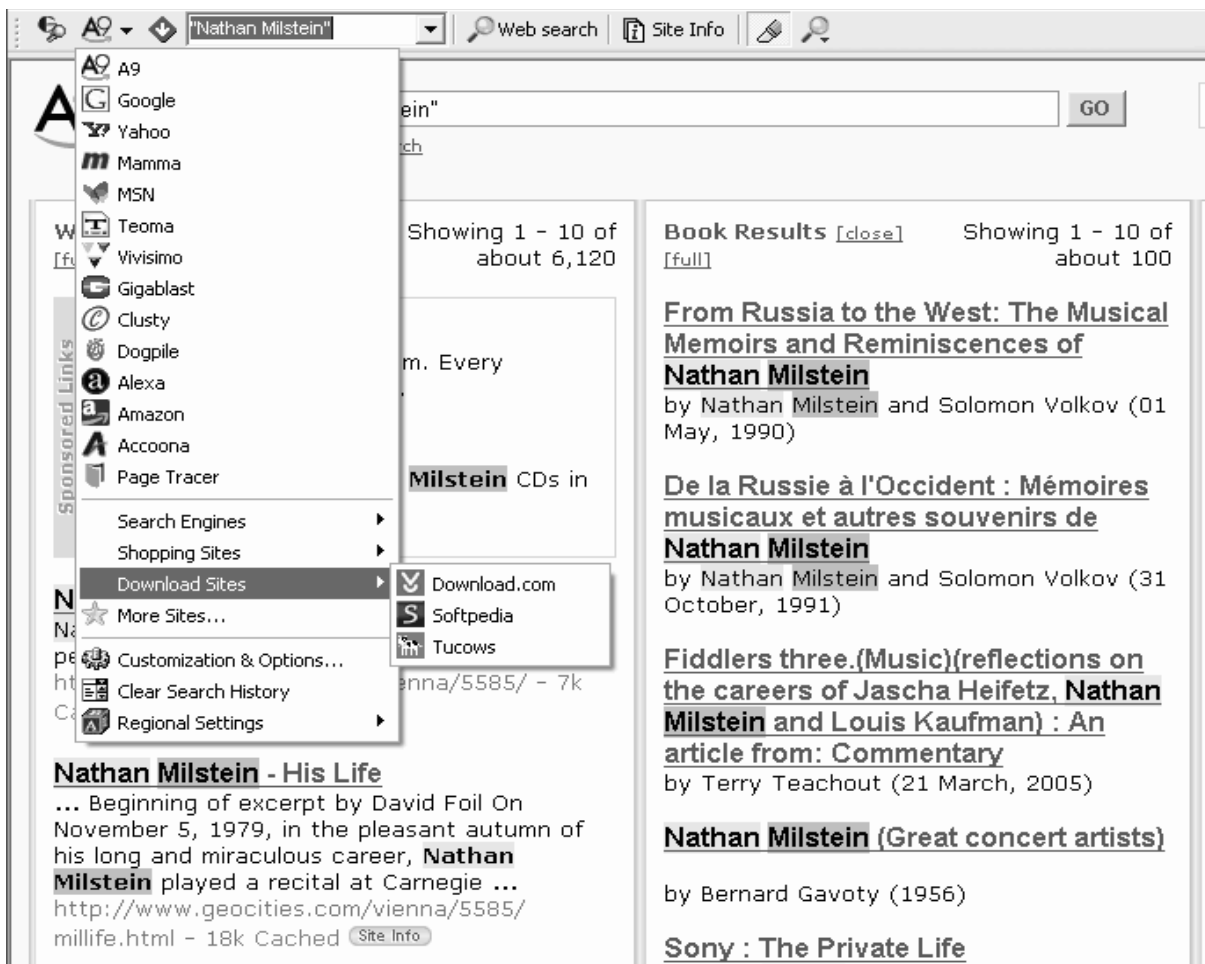 "Nathan Milstein" Web search Site Info
A9
Google
Yahoo
Mamma
MSN
Teoma
Vivisimo
Gigablast
Clusty
Dogpile
Alexa
Amazon
Accoona
Page Tracer
Search Engines
Shopping Sites
Download Sites
More Sites...
Customization & Options...
Clear Search History
Regional Settings
Download.com
Softpedia
Tucows
ein"
GO
Showing 1 - 10 of
about 6,120
Sponsored Links
m. Every
Milstein CDs in
enna/5585/ - 7k
Nathan Milstein - His Life
... Beginning of excerpt by David Foil On
November 5, 1979, in the pleasant autumn of
his long and miraculous career, Nathan
Milstein played a recital at Carnegie ...
http://www.geocities.com/vienna/5585/
millife.html - 18k Cached Site Info
Book Results [close] Showing 1 - 10 of
[full] about 100
From Russia to the West: The Musical
Memoirs and Reminiscences of
Nathan Milstein
by Nathan Milstein and Solomon Volkov (01
May, 1990)
De la Russie à l'Occident : Mémoires
musicaux et autres souvenirs de
Nathan Milstein
by Nathan Milstein and Solomon Volkov (31
October, 1991)
Fiddlers three.(Music)(reflections on
the careers of Jascha Heifetz, Nathan
Milstein and Louis Kaufman) : An
article from: Commentary
by Terry Teachout (21 March, 2005)
Nathan Milstein (Great concert artists)
by Bernard Gavoty (1956)
Sony : The Private Life